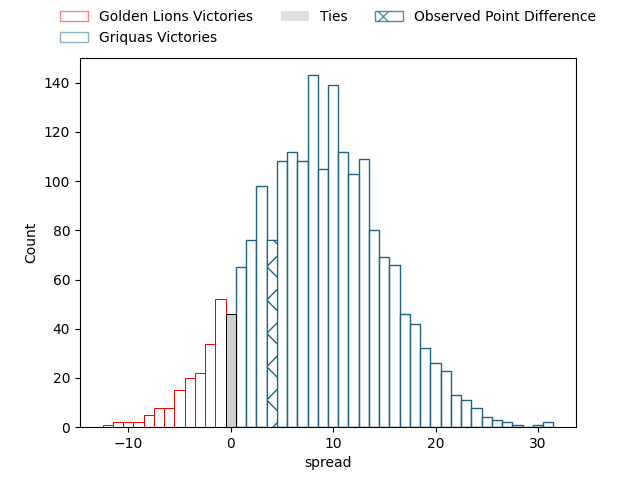 Golden Lions Victories
Ties
Observed Point Difference
Griquas Victories
140
120
100
80
60
40
20
0
Count
−10
0
10
20
30
spread